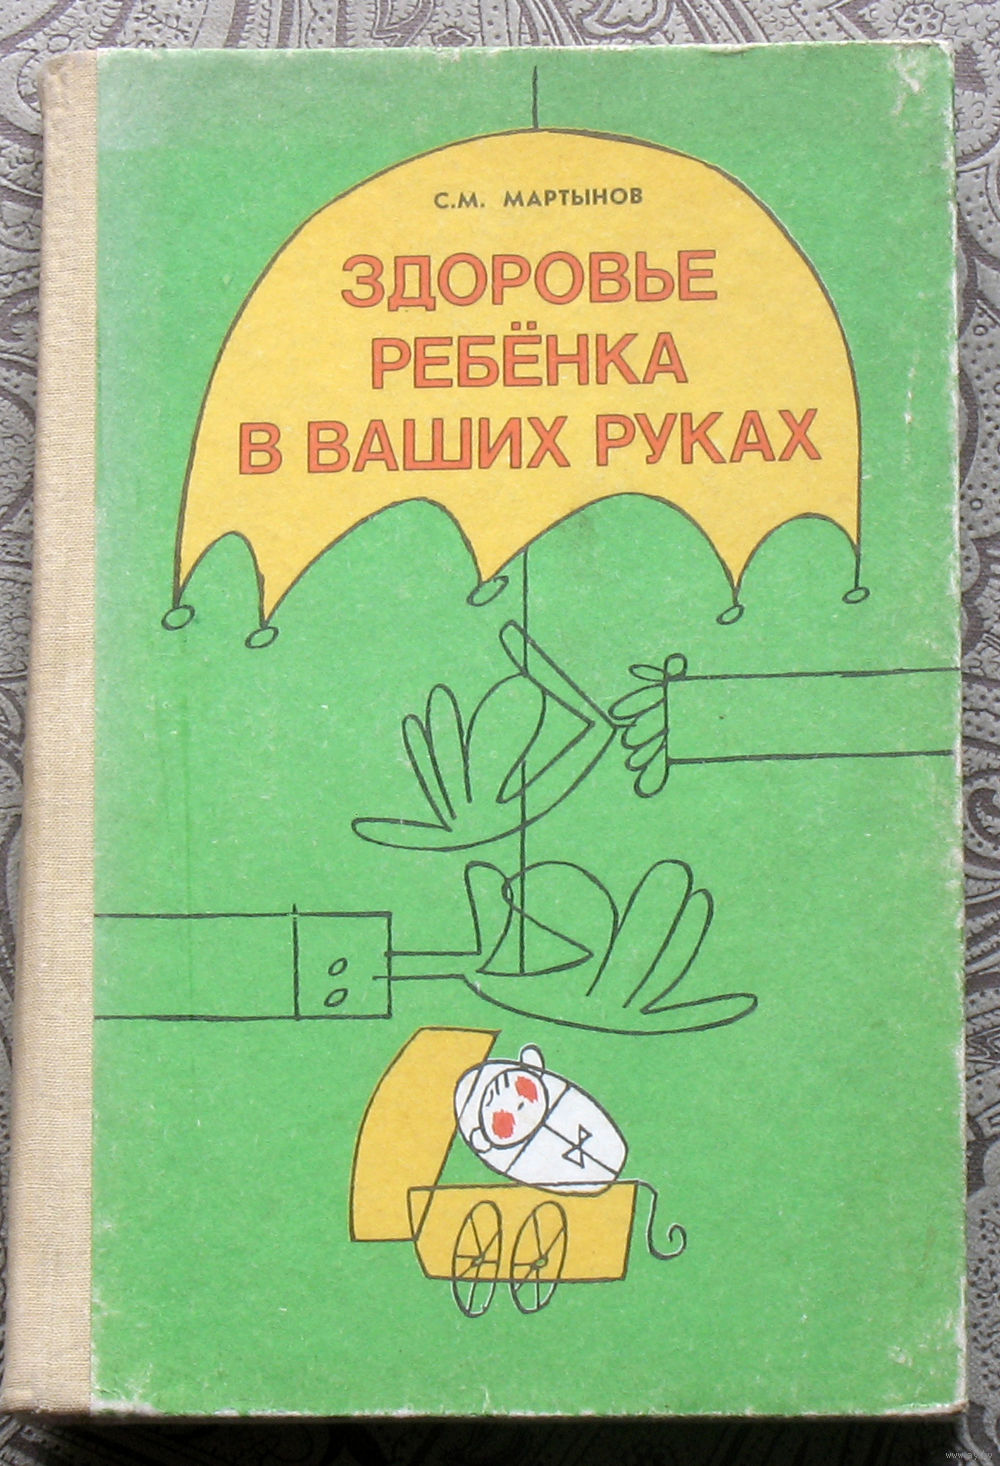 С.М. МАРТЫНОВ
ЗДОРОВЬЕ
РЕБЁНКА
В ВАШИХ РУКАХ